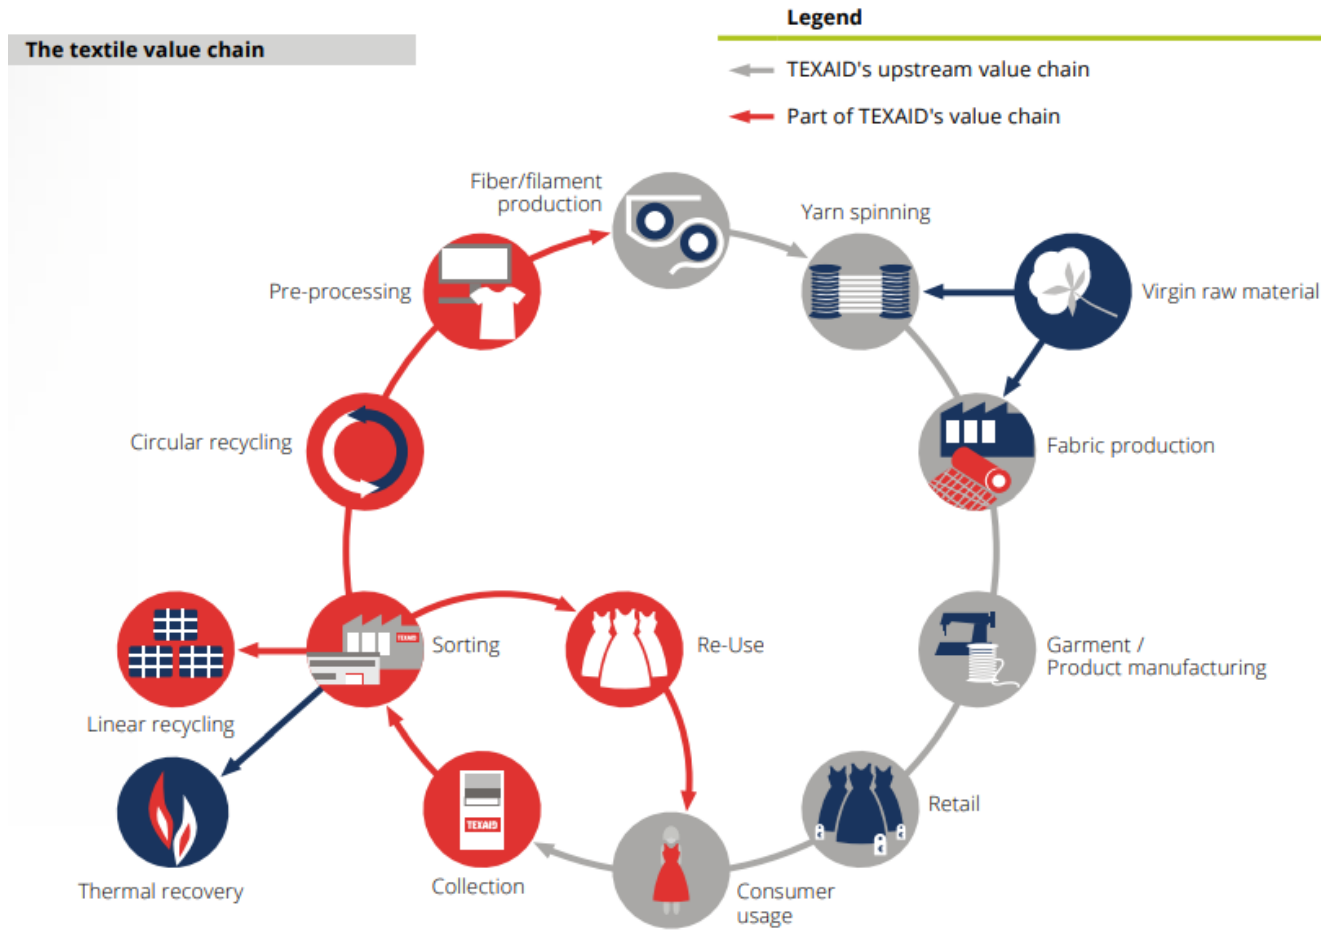 Legend
The textile value chain
TEXAID's upstream value chain
Part of TEXAID's value chain
Fiber/filament
production
Yarn spinning
Pre-processing
Virgin raw material
Circular recycling
Fabric production
TEXAID
Sorting
Re-Use
Garment /
Product manufacturing
Linear recycling
Retail
€
€
€
TEXAID
Thermal recovery
Collection
Consumer
usage